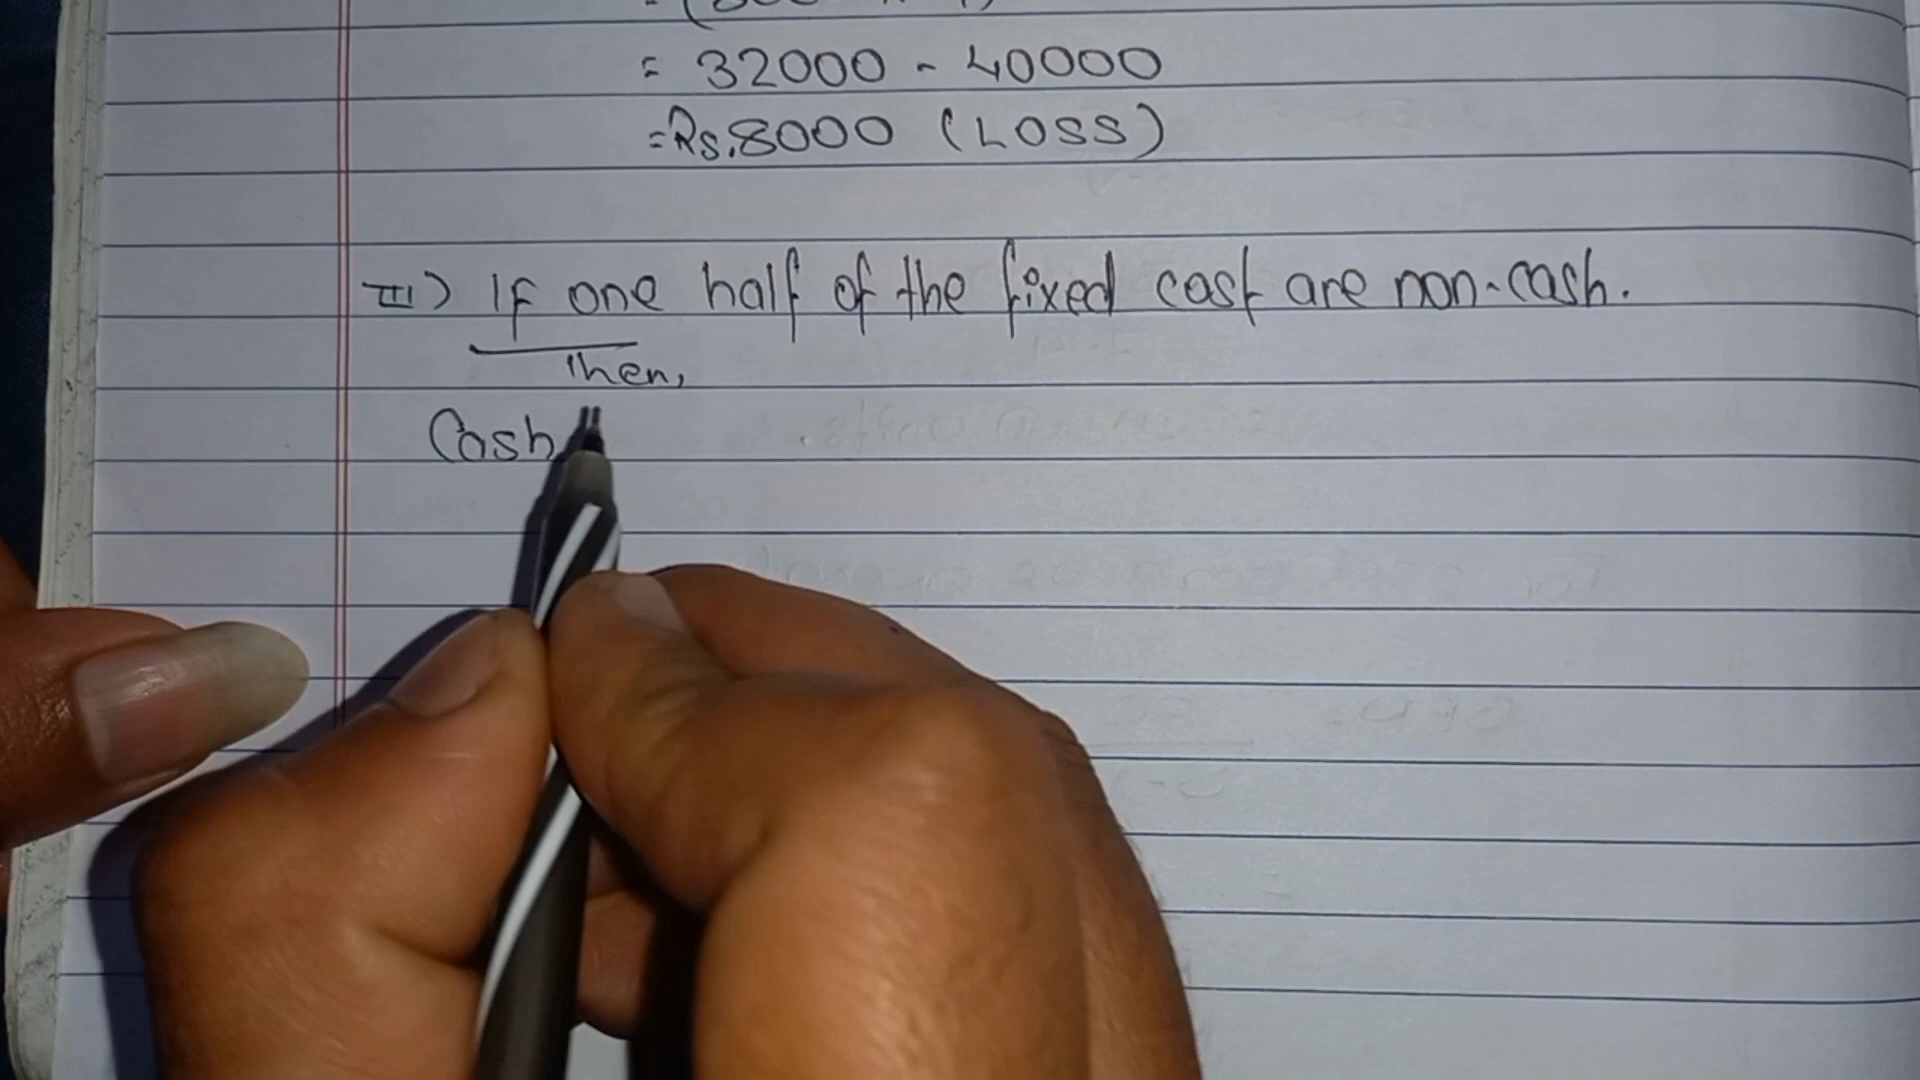 = 32000 - 40000
= Rs. 8000 (LOSS)
III) If one half of the fixed cost are non-cash.
Then,
Cash